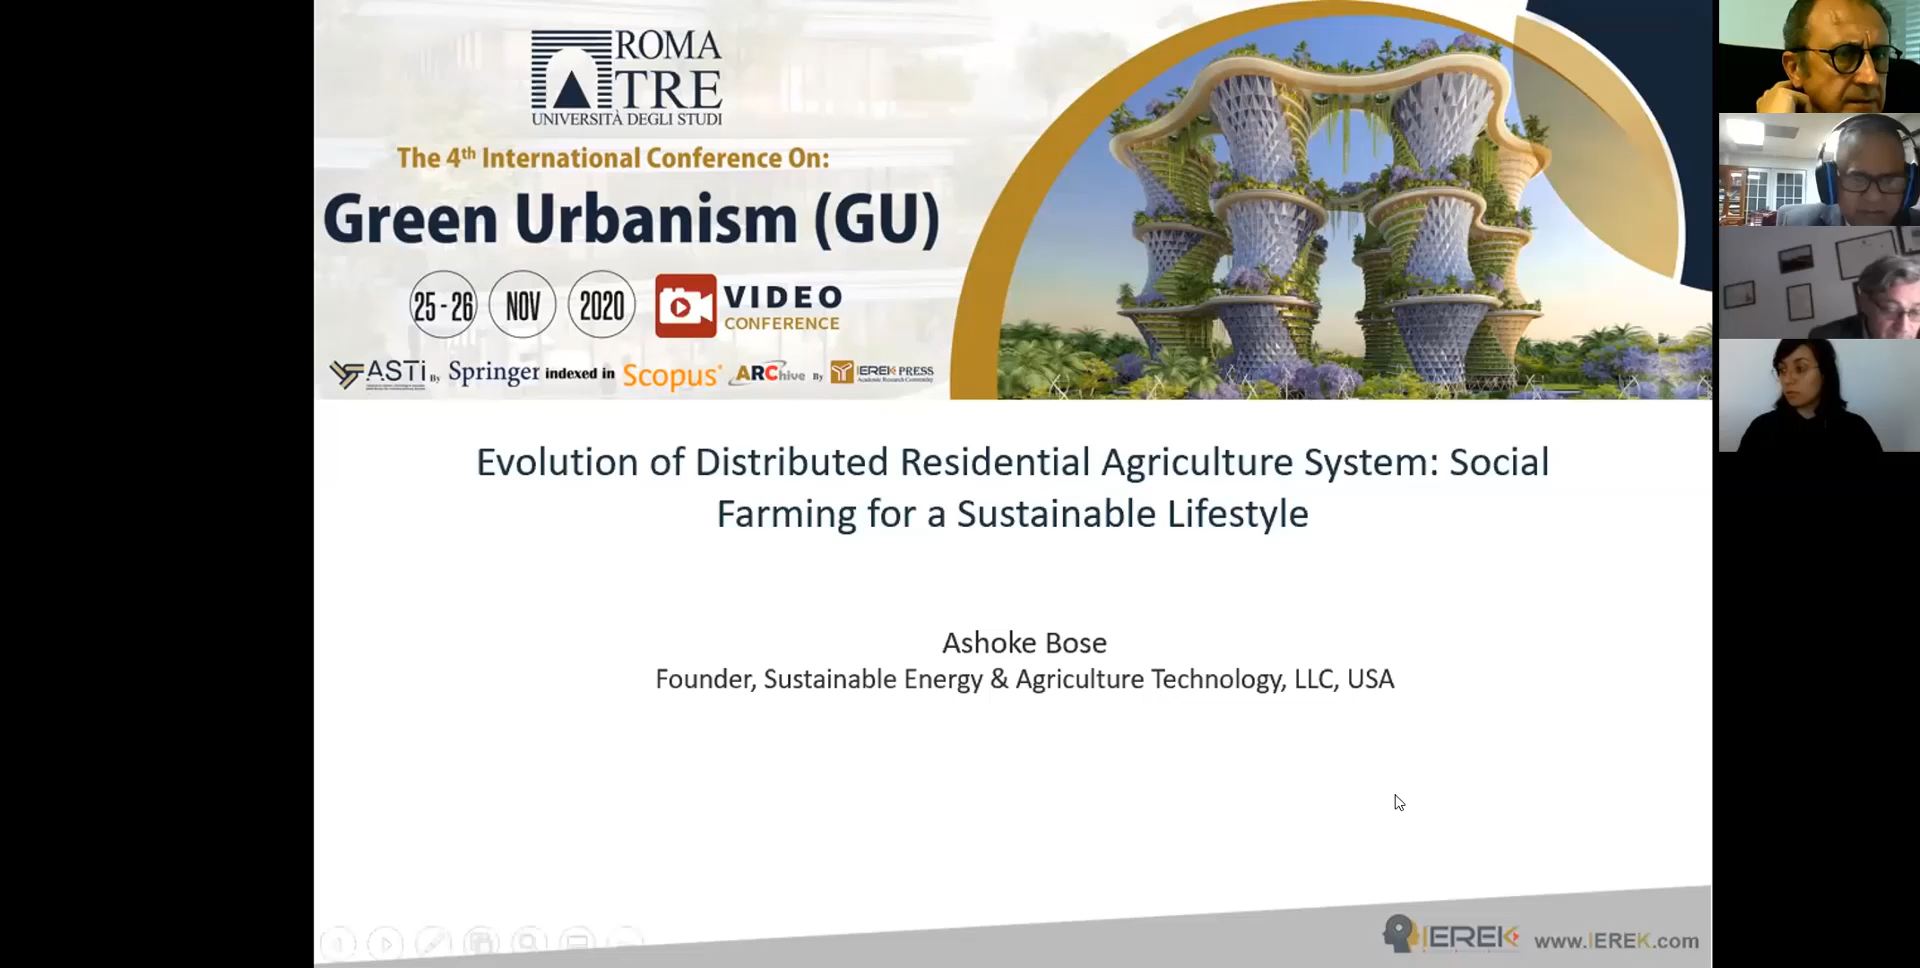 ROMA
TRE
UNIVERSITÀ DEGLI STUDI
The 4th International Conference On:
Green Urbanism (GU)
25 - 26 NOV 2020 VIDEO
CONFERENCE
ASTi By Springer indexed in Scopus ARChive By IEREK PRESS
Evolution of Distributed Residential Agriculture System: Social
Farming for a Sustainable Lifestyle
Ashoke Bose
Founder, Sustainable Energy & Agriculture Technology, LLC, USA
IEREK www.IEREK.com